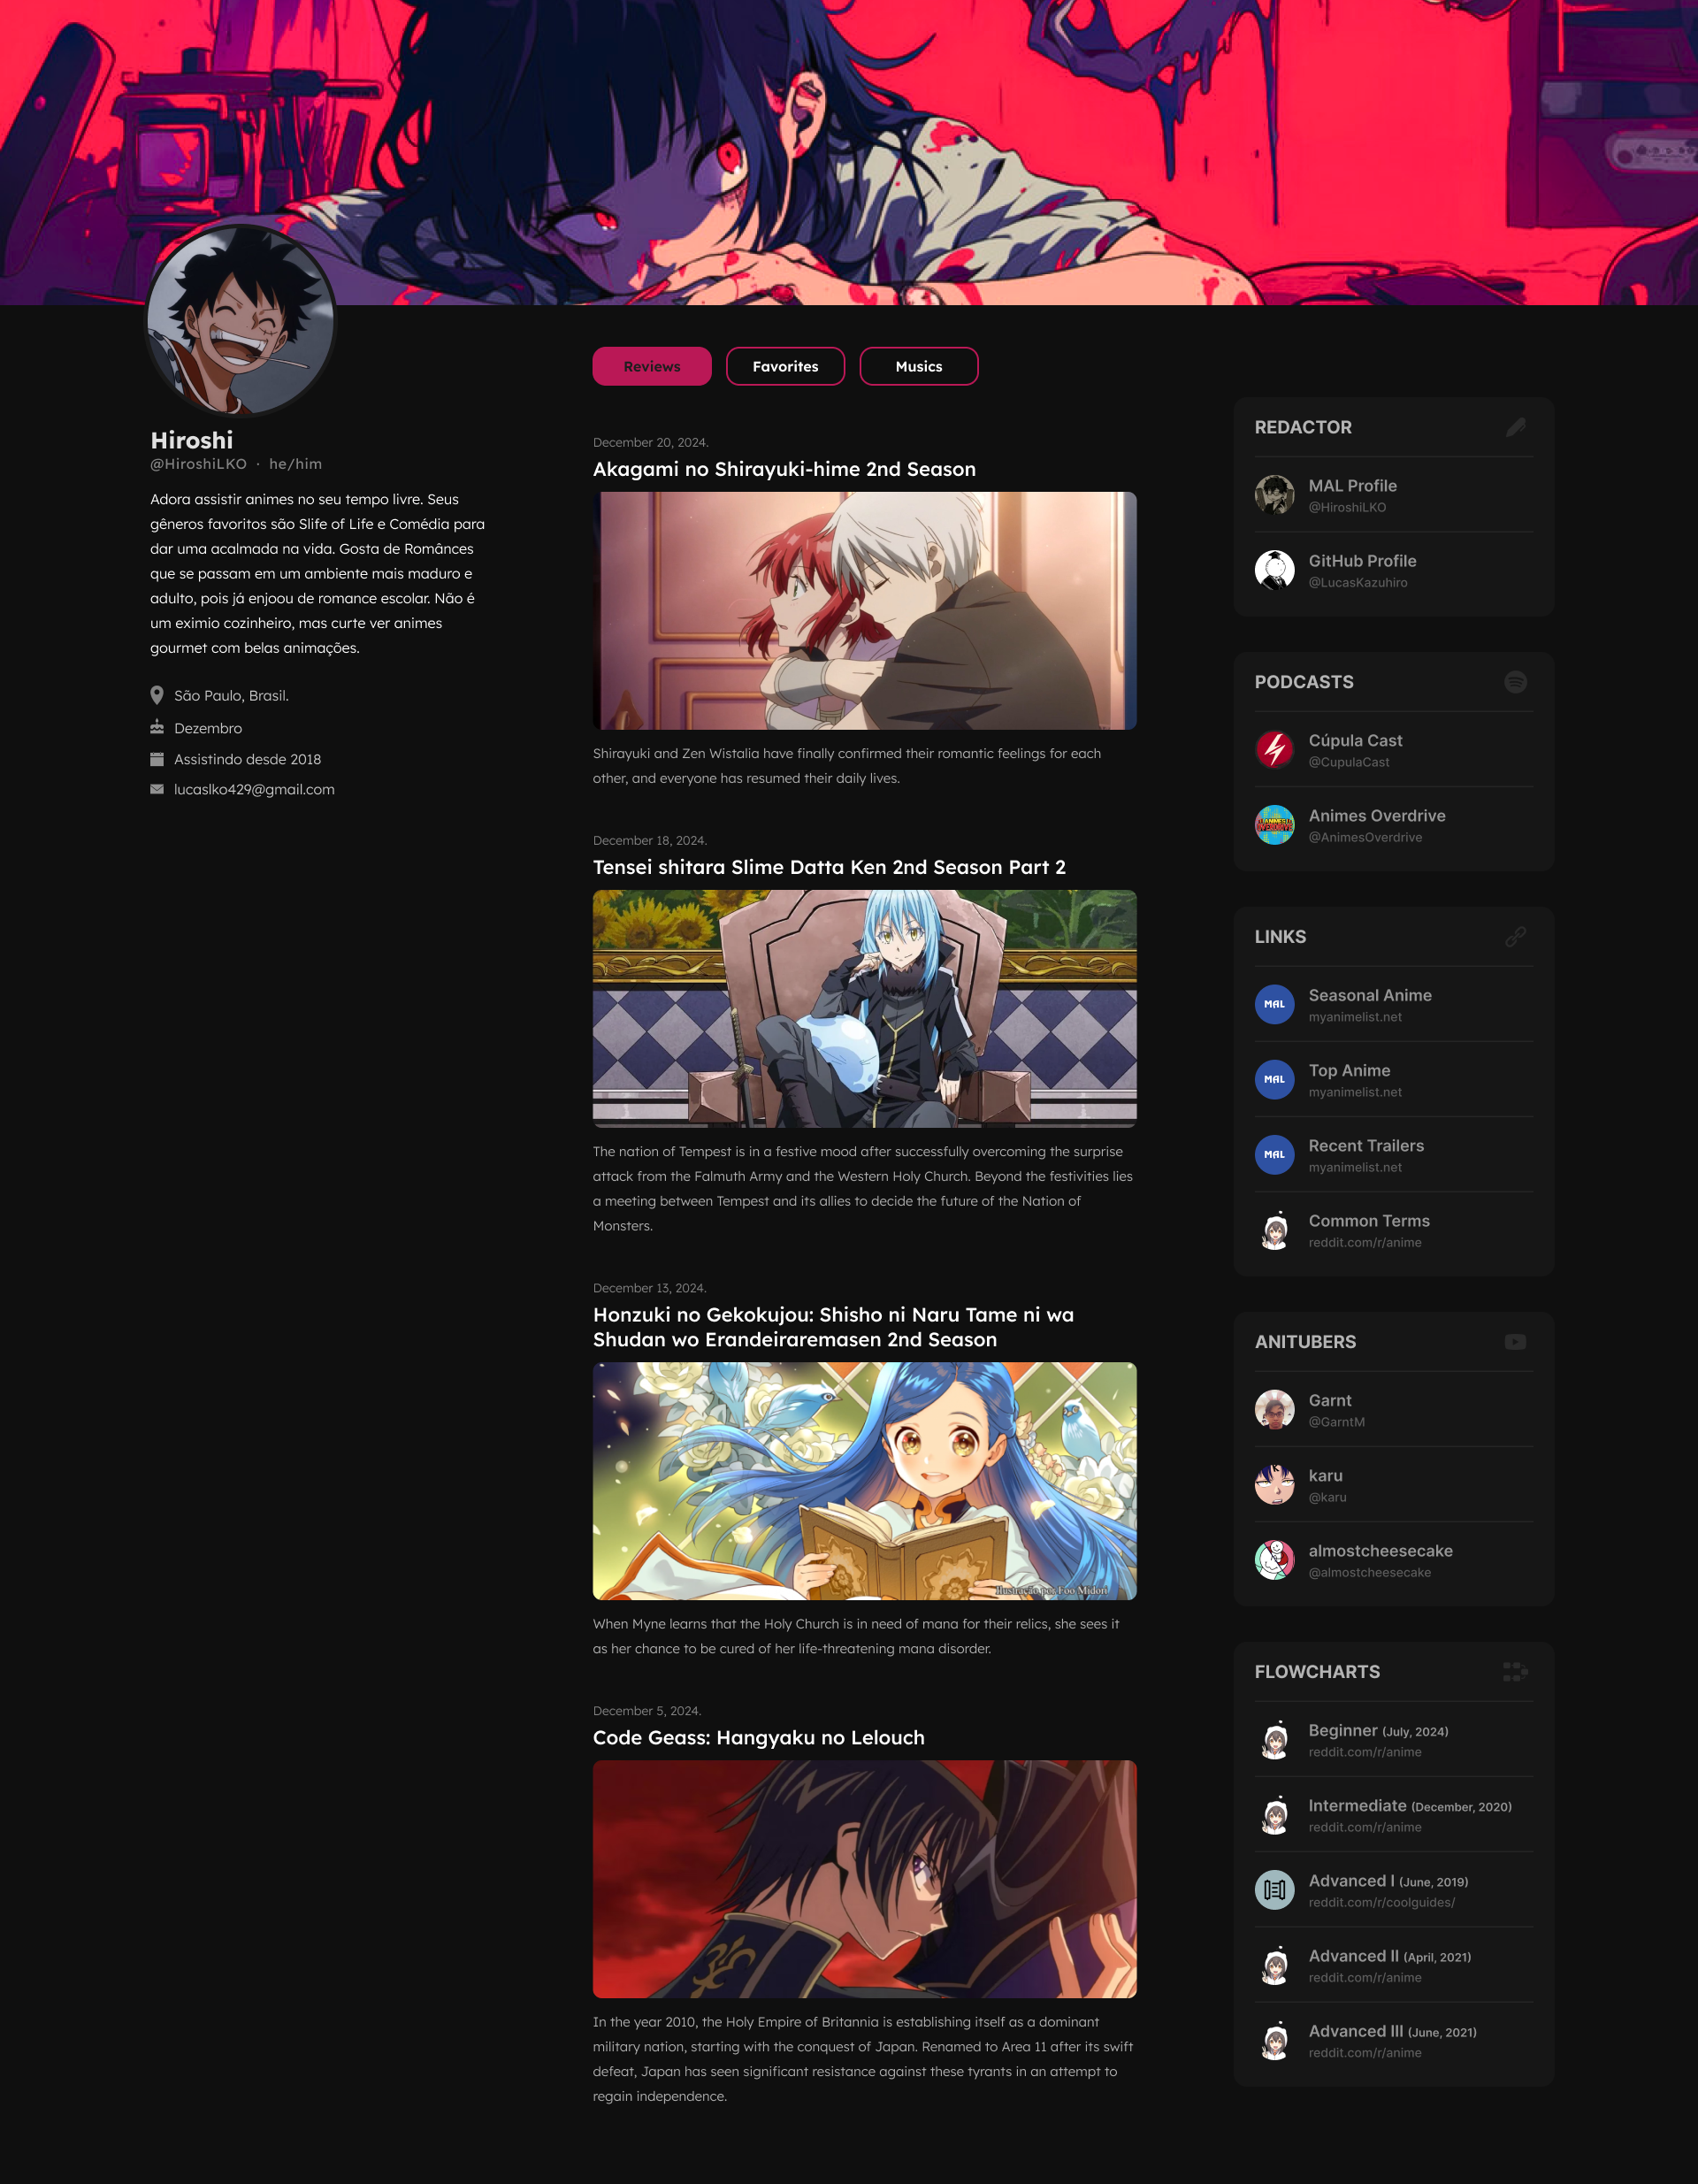 Hiroshi
@HiroshiLKO · he/him
Adora assistir animes no seu tempo livre. Seus
gêneros favoritos são Slife of Life e Comédia para
dar uma acalmada na vida. Gosta de Românces
que se passam em um ambiente mais maduro e
adulto, pois já enjoou de romance escolar. Não é
um eximio cozinheiro, mas curte ver animes
gourmet com belas animações.
São Paulo, Brasil.
Dezembro
Assistindo desde 2018
lucaslko429@gmail.com
Reviews
Favorites
Musics
December 20, 2024.
Akagami no Shirayuki-hime 2nd Season
Shirayuki and Zen Wistalia have finally confirmed their romantic feelings for each
other, and everyone has resumed their daily lives.
December 18, 2024.
Tensei shitara Slime Datta Ken 2nd Season Part 2
The nation of Tempest is in a festive mood after successfully overcoming the surprise
attack from the Falmuth Army and the Western Holy Church. Beyond the festivities lies
a meeting between Tempest and its allies to decide the future of the Nation of
Monsters.
December 13, 2024.
Honzuki no Gekokujou: Shisho ni Naru Tame ni wa
Shudan wo Erandeiraremasen 2nd Season
Ilustração por Foo Midori
When Myne learns that the Holy Church is in need of mana for their relics, she sees it
as her chance to be cured of her life-threatening mana disorder.
December 5, 2024.
Code Geass: Hangyaku no Lelouch
In the year 2010, the Holy Empire of Britannia is establishing itself as a dominant
military nation, starting with the conquest of Japan. Renamed to Area 11 after its swift
defeat, Japan has seen significant resistance against these tyrants in an attempt to
regain independence.
REDACTOR
MAL Profile
@HiroshiLKO
GitHub Profile
@LucasKazuhiro
PODCASTS
Cúpula Cast
@CupulaCast
Animes Overdrive
@AnimesOverdrive
LINKS
MAL
Seasonal Anime
myanimelist.net
MAL
Top Anime
myanimelist.net
MAL
Recent Trailers
myanimelist.net
Common Terms
reddit.com/r/anime
ANITUBERS
Garnt
@GarntM
karu
@karu
almostcheesecake
@almostcheesecake
FLOWCHARTS
Beginner (July, 2024)
reddit.com/r/anime
Intermediate (December, 2020)
reddit.com/r/anime
Advanced I (June, 2019)
reddit.com/r/coolguides/
Advanced II (April, 2021)
reddit.com/r/anime
Advanced III (June, 2021)
reddit.com/r/anime